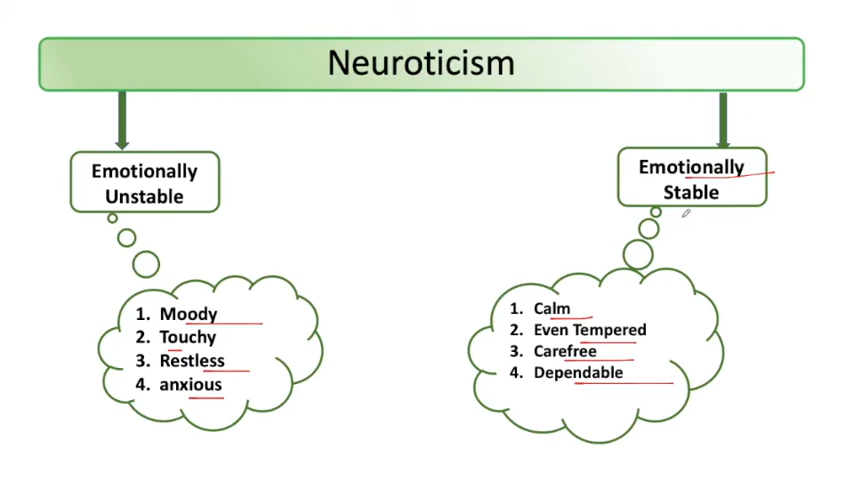 Neuroticism
Emotionally
Unstable
Emotionally
Stable
1. Moody
2. Touchy
3. Restless
4. anxious
1. Calm
2. Even Tempered
3. Carefree
4. Dependable